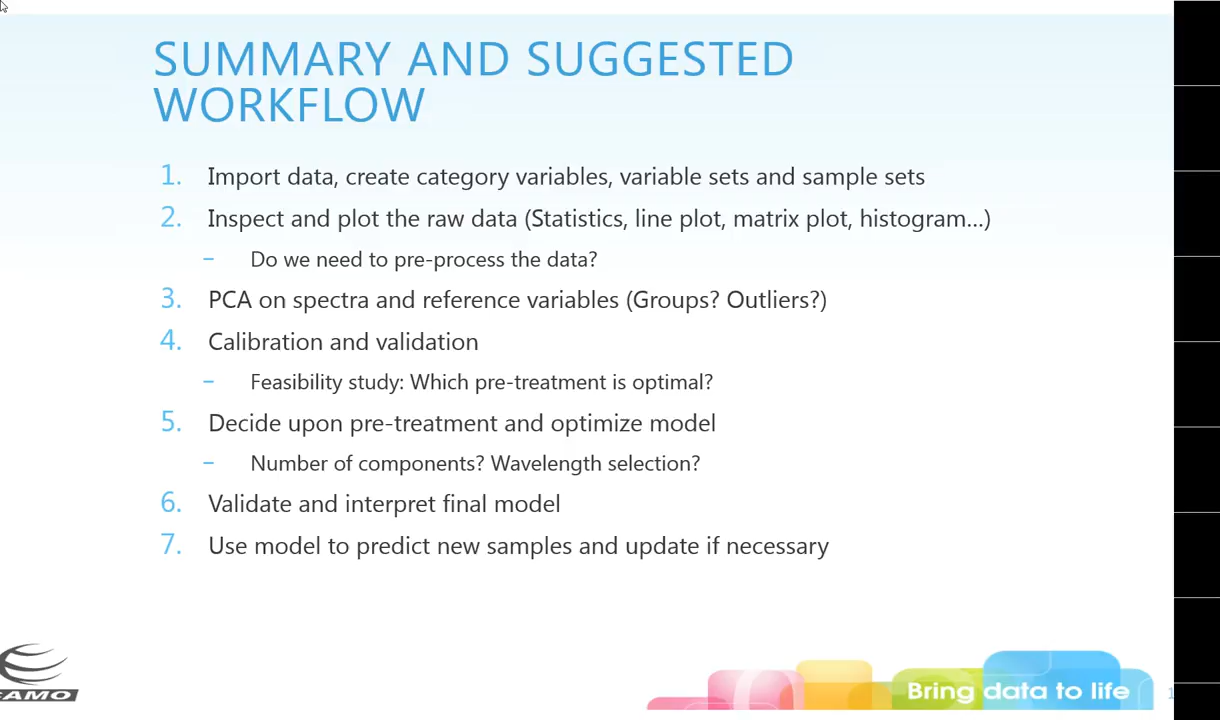 SUMMARY AND SUGGESTED
WORKFLOW
1. Import data, create category variables, variable sets and sample sets
2. Inspect and plot the raw data (Statistics, line plot, matrix plot, histogram...)
– Do we need to pre-process the data?
3. PCA on spectra and reference variables (Groups? Outliers?)
4. Calibration and validation
– Feasibility study: Which pre-treatment is optimal?
5. Decide upon pre-treatment and optimize model
– Number of components? Wavelength selection?
6. Validate and interpret final model
7. Use model to predict new samples and update if necessary
AMO
Bring data to life